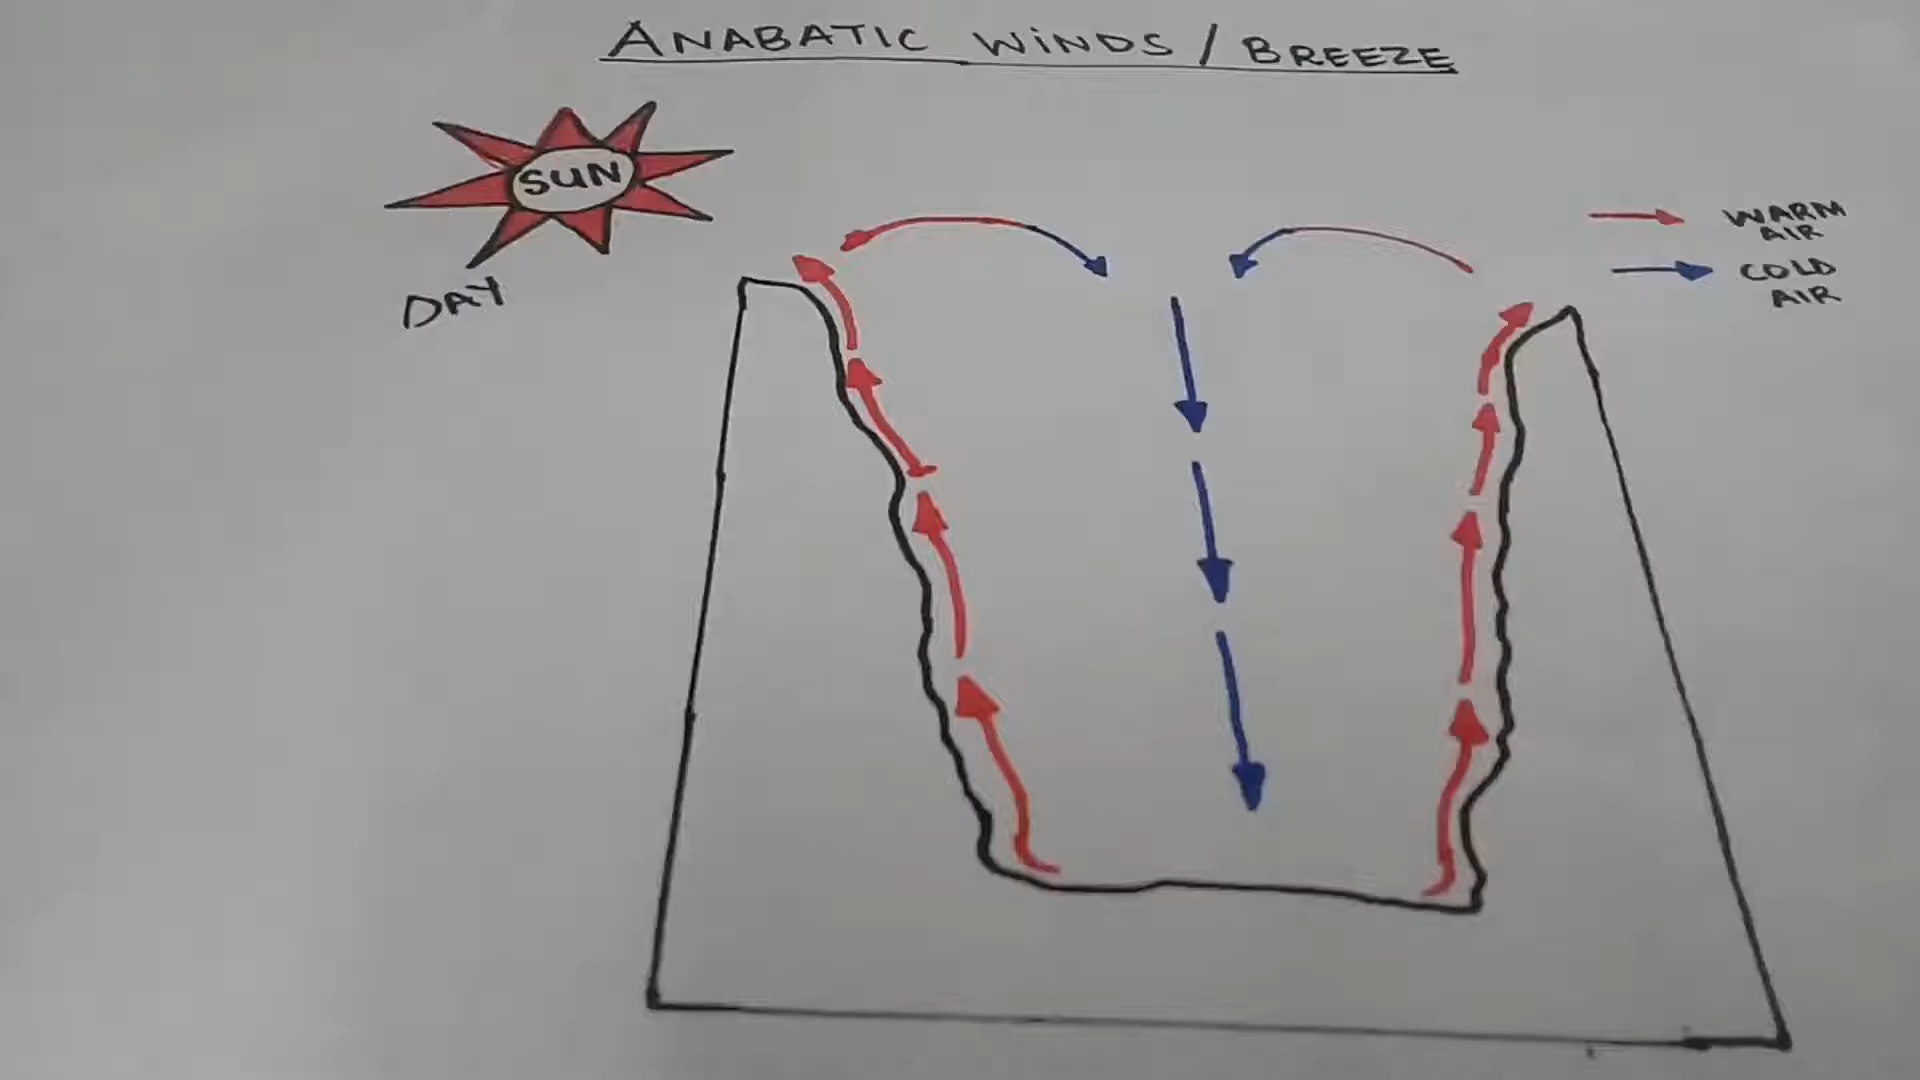 ANABATIC WINDS / BREEZE
SUN
DAY
WARM
AIR
COLD
AIR